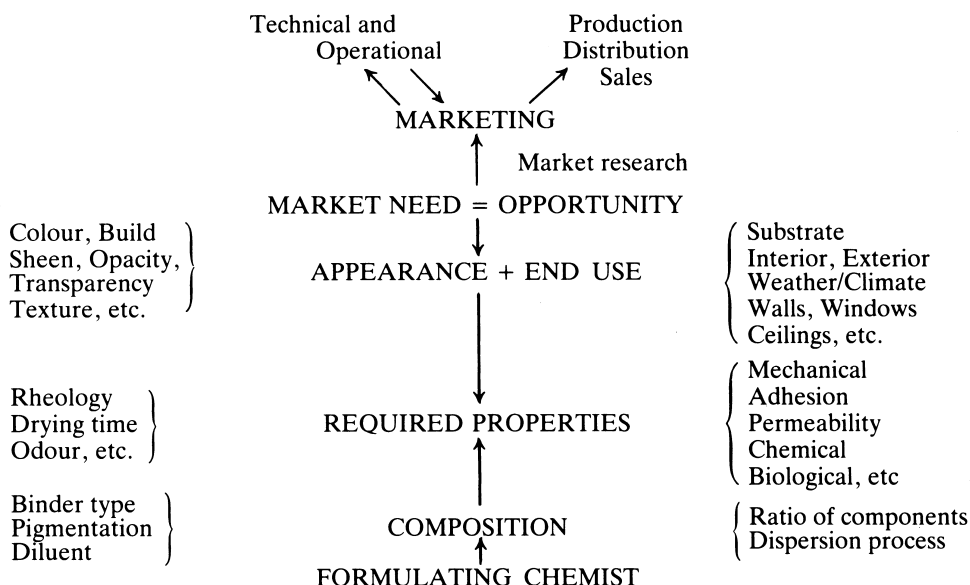 Technical and
Operational
Production
Distribution
Sales
MARKETING
Market research
MARKET NEED = OPPORTUNITY
Colour, Build
Sheen, Opacity,
Transparency
Texture, etc.
APPEARANCE + END USE
Substrate
Interior, Exterior
Weather/Climate
Walls, Windows
Ceilings, etc.
Rheology
Drying time
Odour, etc.
REQUIRED PROPERTIES
Mechanical
Adhesion
Permeability
Chemical
Biological, etc
Binder type
Pigmentation
Diluent
COMPOSITION
Ratio of components
Dispersion process
FORMULATING CHEMIST